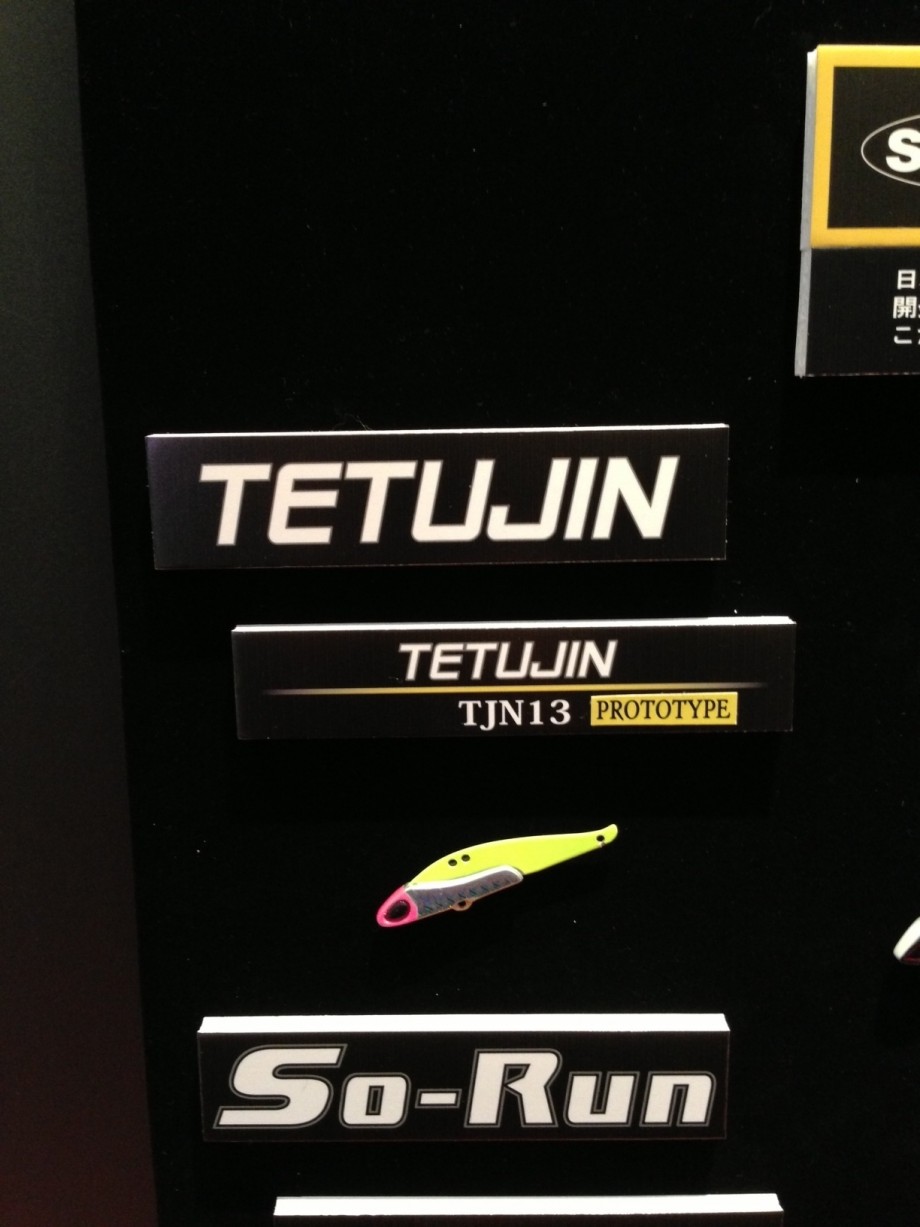 TETUJIN
TETUJIN
TJN13 PROTOTYPE
So-Run
S
日
開
こ